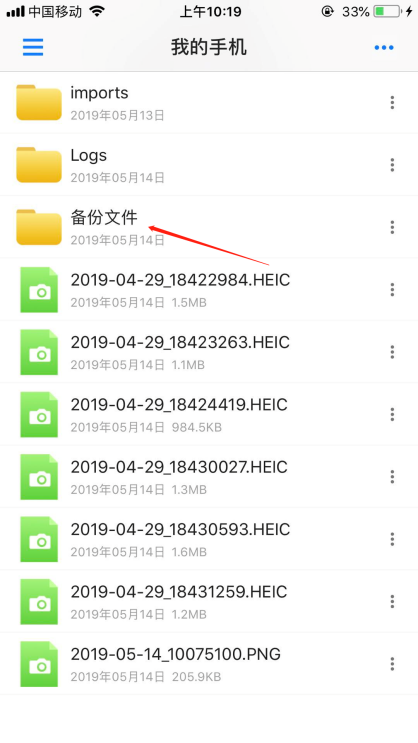 中国移动 上午10:19 33%
我的手机
imports
2019年05月13日
Logs
2019年05月14日
备份文件
2019年05月14日
2019-04-29_18422984.HEIC
2019年05月14日 1.5MB
2019-04-29_18423263.HEIC
2019年05月14日 1.1MB
2019-04-29_18424419.HEIC
2019年05月14日 984.5KB
2019-04-29_18430027.HEIC
2019年05月14日 1.3MB
2019-04-29_18430593.HEIC
2019年05月14日 1.6MB
2019-04-29_18431259.HEIC
2019年05月14日 1.2MB
2019-05-14_10075100.PNG
2019年05月14日 205.9KB